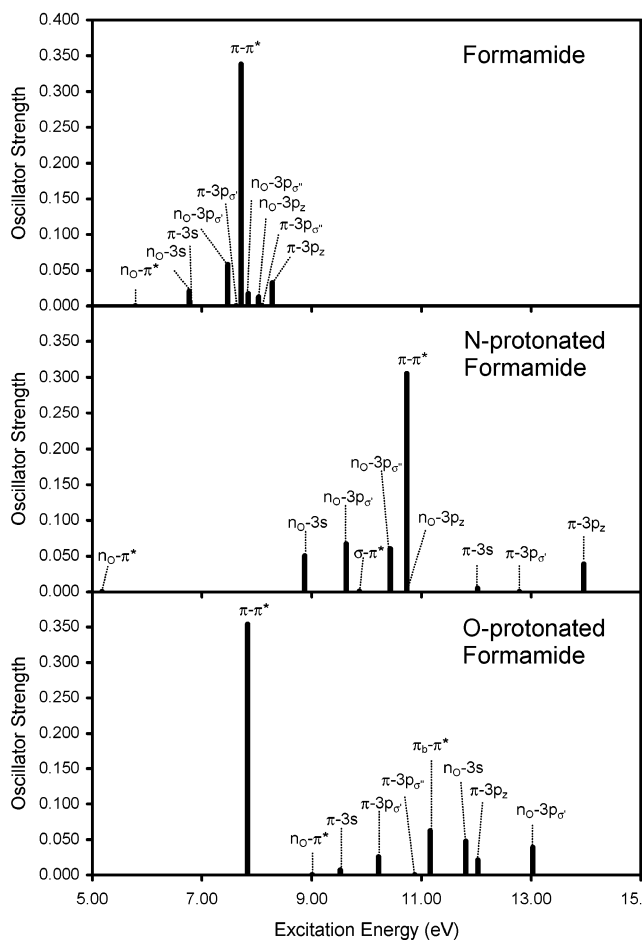 0.400
0.350
0.300
0.250
0.200
0.150
0.100
0.050
0.000
Oscillator Strength
Formamide
π-π*
nO-π*
nO-3s
π-3s
nO-3pσ'
π-3pσ'
nO-3pσ"
nO-3pz
π-3pσ"
π-3pz
0.350
0.300
0.250
0.200
0.150
0.100
0.050
0.000
Oscillator Strength
N-protonated
Formamide
nO-π*
nO-3s
nO-3pσ'
σ-π*
nO-3pσ"
π-π*
nO-3pz
π-3s
π-3pσ'
π-3pz
0.350
0.300
0.250
0.200
0.150
0.100
0.050
0.000
Oscillator Strength
O-protonated
Formamide
π-π*
nO-π*
π-3s
π-3pσ'
π-3pσ"
πb-π*
nO-3s
π-3pz
nO-3pσ'
5.00 7.00 9.00 11.00 13.00 15.
Excitation Energy (eV)